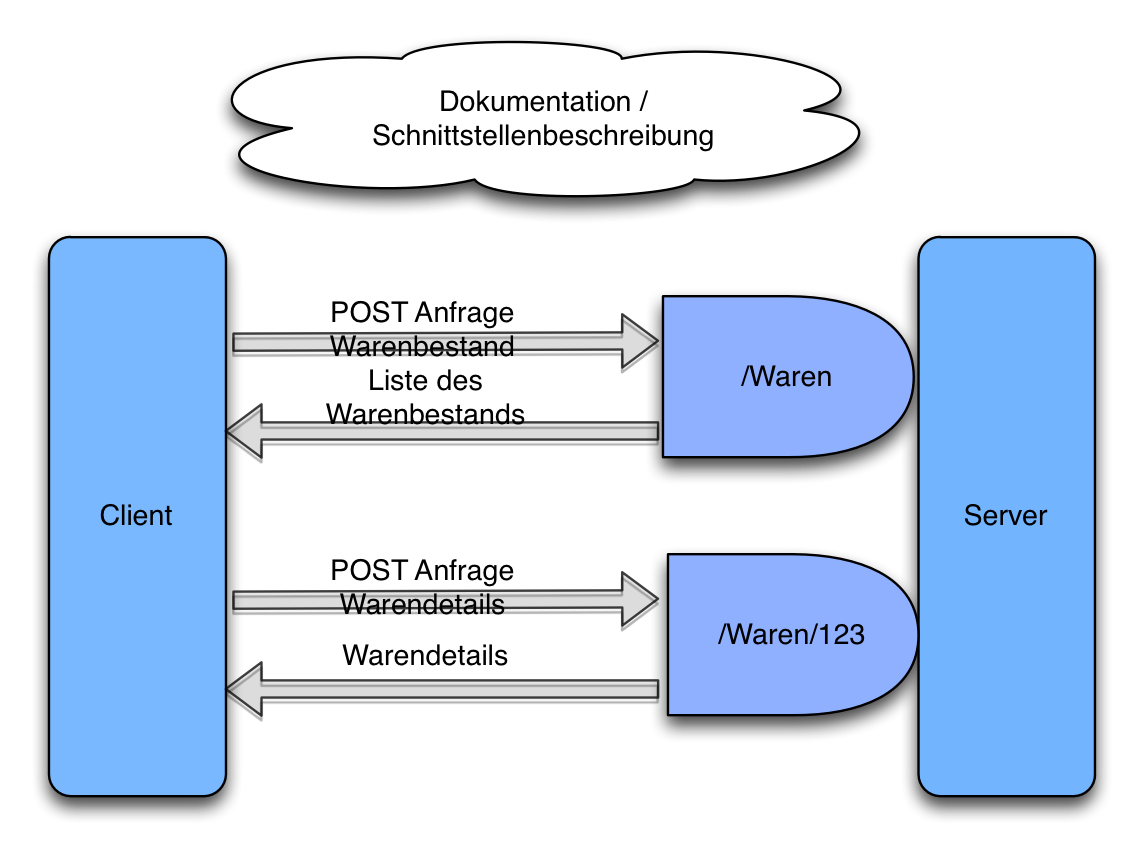 Dokumentation /
Schnittstellenbeschreibung
POST Anfrage
Warenbestand
Liste des
Warenbestands
/Waren
Client
Server
POST Anfrage
Warendetails
Warendetails
/Waren/123